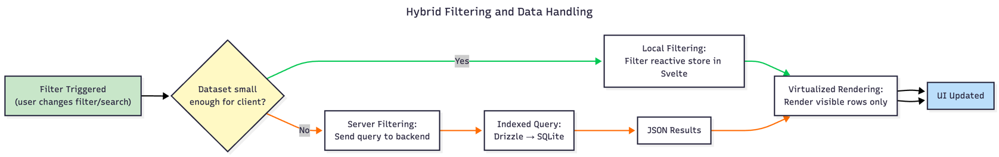 Hybrid Filtering and Data Handling
Filter Triggered
(user changes filter/search)
Dataset small
enough for client?
Yes
No
Local Filtering:
Filter reactive store in
Svelte
Server Filtering:
Send query to backend
Indexed Query:
Drizzle → SQLite
JSON Results
Virtualized Rendering:
Render visible rows only
UI Updated